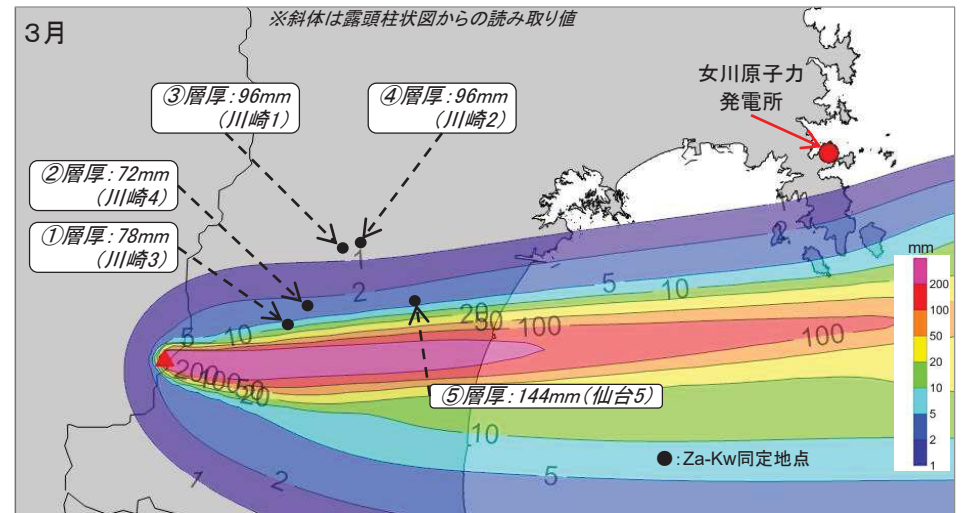 3月
※斜体は露頭柱状図からの読み取り値
③層厚:96mm
(川崎1)
④層厚:96mm
(川崎2)
女川原子力
発電所
②層厚:72mm
(川崎4)
①層厚:78mm
(川崎3)
1
2
2
5
10
5
10
20
50
100
100
200
100
50
20
mm
200
100
50
20
10
5
2
1
⑤層厚:144mm(仙台5)
10
●:Za-Kw同定地点
5
1
2